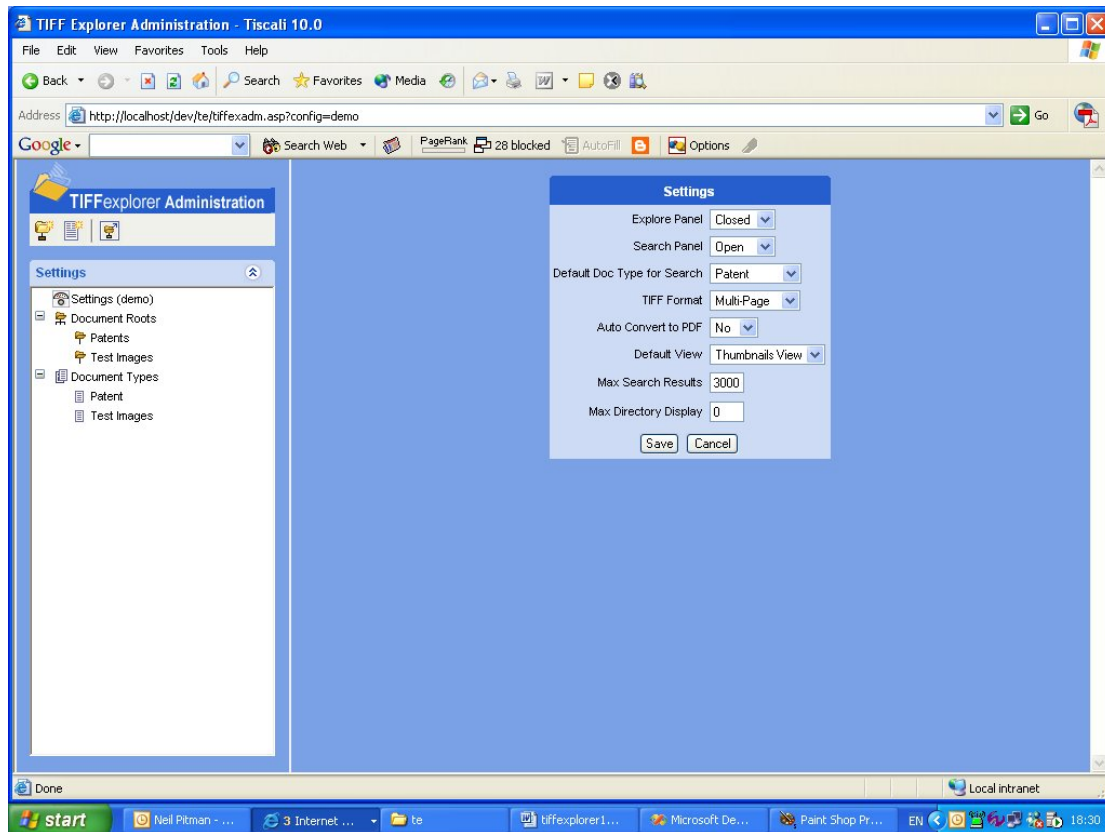 TIFF Explorer Administration - Tiscali 10.0
File Edit View Favorites Tools Help
Back Search Favorites Media
Address http://localhost/dev/te/tiffexadm.asp?config=demo Go
Google Search Web PageRank 28 blocked AutoFill Options
TIFFexplorer Administration
Settings
Settings (demo)
Document Roots
Patents
Test Images
Document Types
Patent
Test Images
Settings
Explore Panel Closed
Search Panel Open
Default Doc Type for Search Patent
TIFF Format Multi-Page
Auto Convert to PDF No
Default View Thumbnails View
Max Search Results 3000
Max Directory Display 0
Save Cancel
Done Local intranet
start Neil Pitman - ... 3 Internet ... te tiffexplorer1... Microsoft De... Paint Shop Pr... EN 18:30